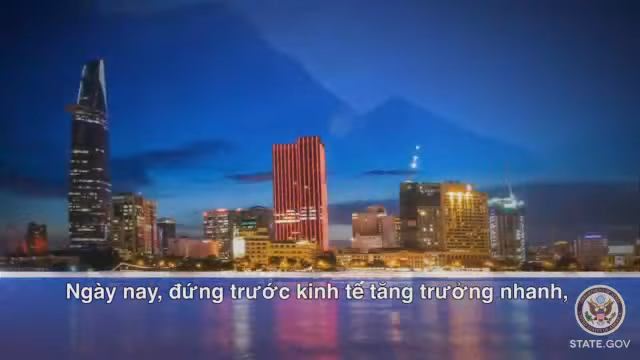 Ngày nay, đứng trước kinh tế tăng trưởng nhanh,
STATE.GOV